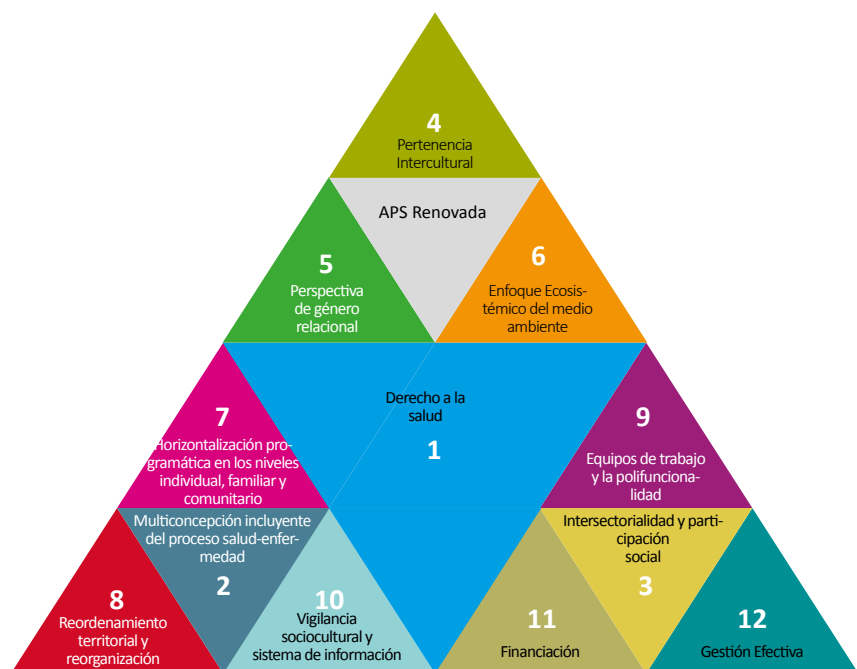 4
Pertenencia
Intercultural
APS Renovada
5
Perspectiva
de género
relacional
6
Enfoque Ecosis-
témico del medio
ambiente
Derecho a la
salud
1
7
Horizontalización pro-
gramática en los niveles
individual, familiar y
comunitario
9
Equipos de trabajo
y la polifunciona-
lidad
Multiconcepción incluyente
del proceso salud-enfer-
medad
2
Intersectorialidad y parti-
cipación
social
3
8
Reordenamiento
territorial y
reorganización
10
Vigilancia
sociocultural y
sistema de información
11
Financiación
12
Gestión Efectiva